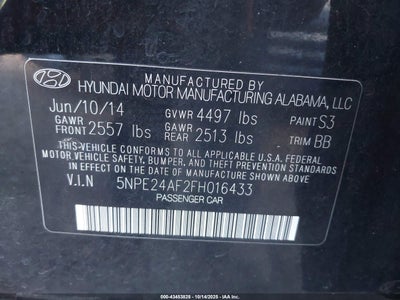 MANUFACTURED BY
HYUNDAI MOTOR MANUFACTURING ALABAMA, LLC
Jun/10/14 GVWR 4497 lbs PAINT S3
GAWR FRONT 2557 lbs GAWR REAR 2513 lbs TRIM BB
THIS VEHICLE CONFORMS TO ALL APPLICABLE U.S.A FEDERAL
MOTOR VEHICLE SAFETY, BUMPER, AND THEFT PREVENTION
STANDARDS IN EFFECT ON THE DATE OF MANUFACTURE SHOWN ABOVE.
V.I.N 5NPE24AF2FH016433
PASSENGER CAR
000-43453828 - 10/14/2025 - IAA